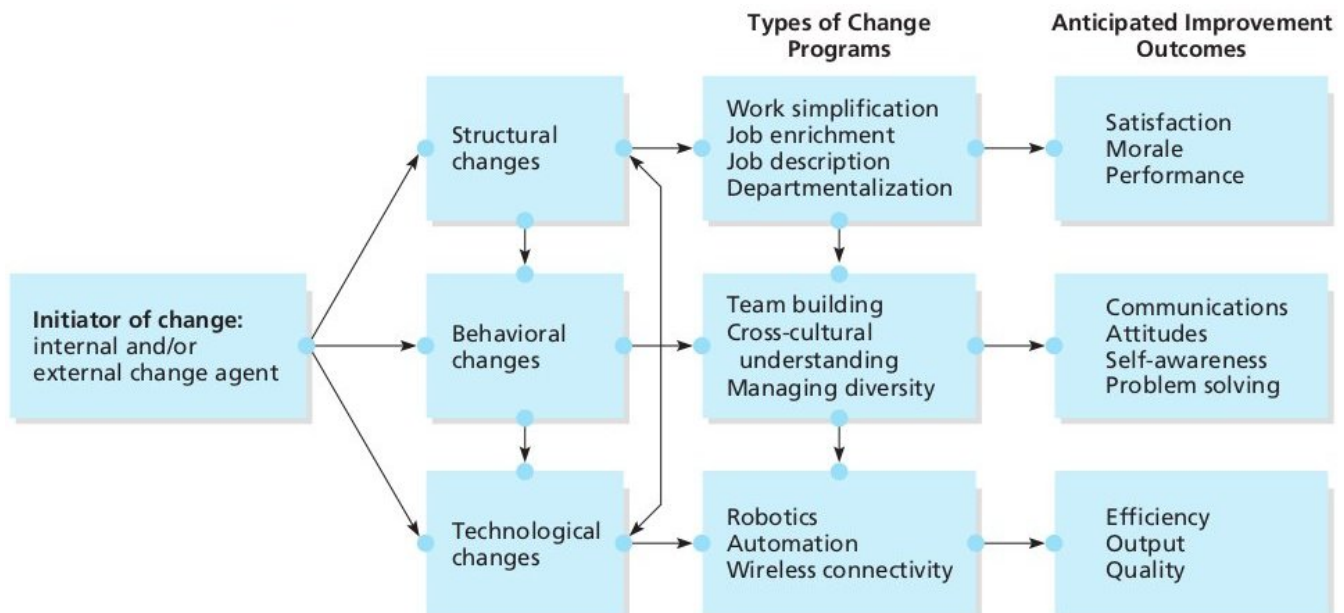 Types of Change
Programs
Anticipated Improvement
Outcomes
Structural
changes
Work simplification
Job enrichment
Job description
Departmentalization
Satisfaction
Morale
Performance
Initiator of change:
internal and/or
external change agent
Behavioral
changes
Team building
Cross-cultural
understanding
Managing diversity
Communications
Attitudes
Self-awareness
Problem solving
Technological
changes
Robotics
Automation
Wireless connectivity
Efficiency
Output
Quality